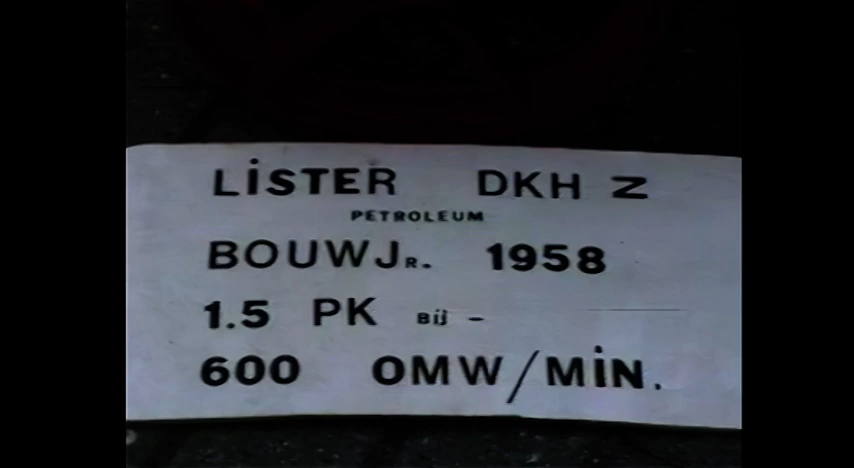 LiSTER DKH Z
PETROLEUM
BOUWJR. 1958
1.5 PK Bij -
600 OMW/MiN.